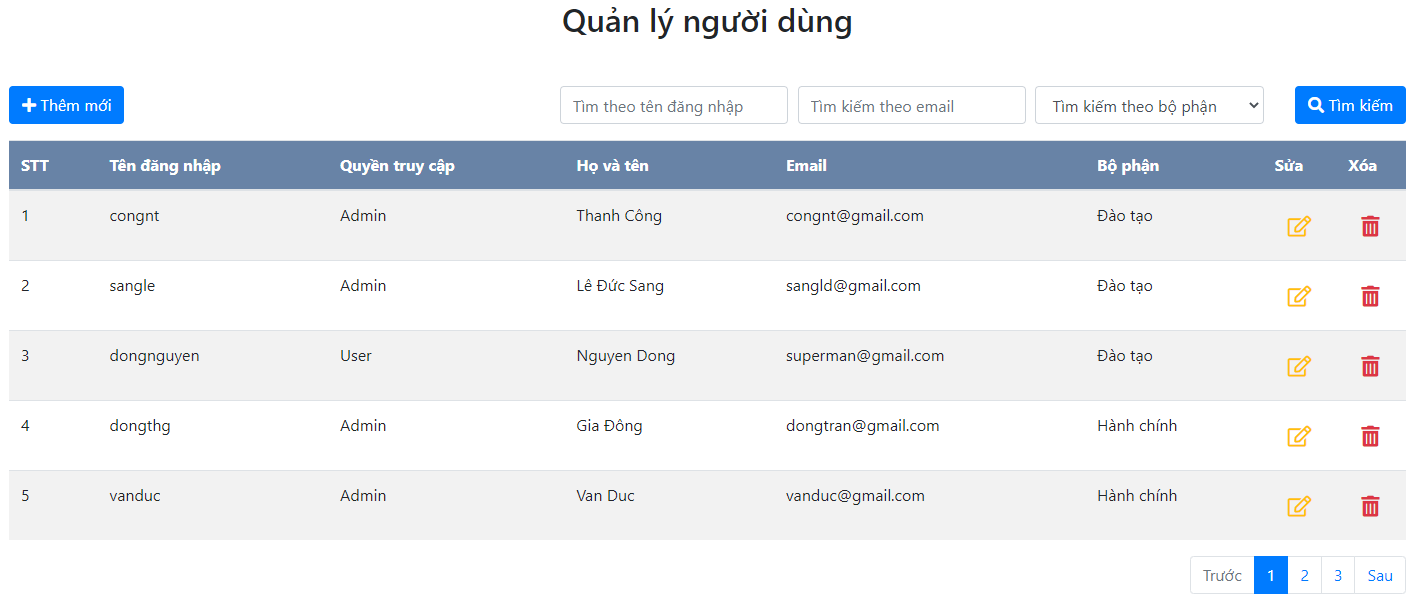 Quản lý người dùng
Thêm mới Tìm theo tên đăng nhập Tìm kiếm theo email Tìm kiếm theo bộ phận Tìm kiếm
STT Tên đăng nhập Quyền truy cập Họ và tên Email Bộ phận Sửa Xóa
1 congnt Admin Thanh Công congnt@gmail.com Đào tạo
2 sangle Admin Lê Đức Sang sangld@gmail.com Đào tạo
3 dongnguyen User Nguyen Dong superman@gmail.com Đào tạo
4 dongthg Admin Gia Đông dongtran@gmail.com Hành chính
5 vanduc Admin Van Duc vanduc@gmail.com Hành chính
Trước 1 2 3 Sau